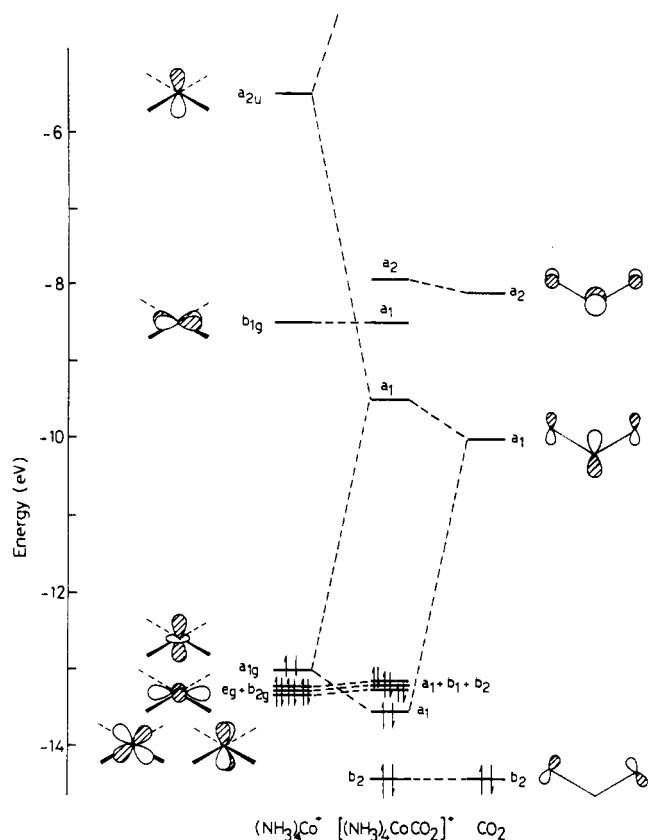 a2u
-6
a2
a2
-8
b1g
a1
a1
-10
a1
Energy (eV)
-12
a1g
eg+b2g
a1+b1+b2
a1
-14
b2
b2
(NH3)4Co+ [(NH3)4CoCO2]+ CO2